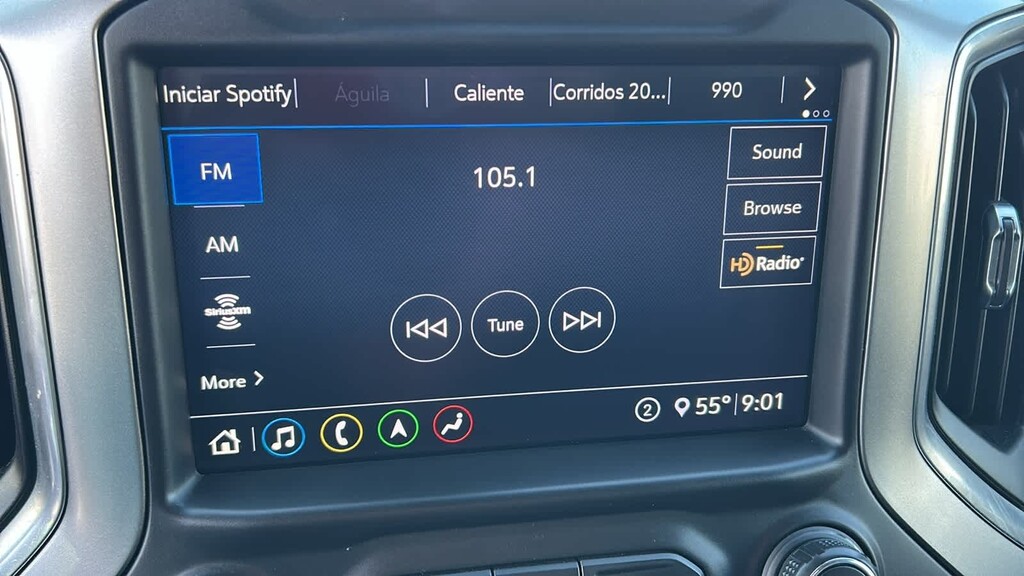 Iniciar Spotify Águila Caliente Corridos 20... 990
FM
105.1
Sound
AM
Browse
HD Radio
SiriusXM
Tune
More
2 55° 9:01